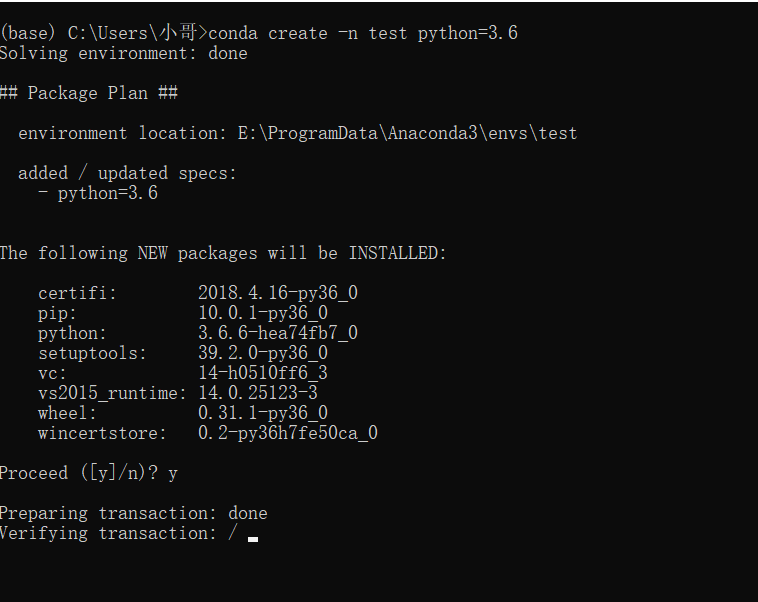 (base) C:\Users\小哥>conda create -n test python=3.6
Solving environment: done
## Package Plan ##
environment location: E:\ProgramData\Anaconda3\envs\test
added / updated specs:
- python=3.6
The following NEW packages will be INSTALLED:
certifi: 2018.4.16-py36_0
pip: 10.0.1-py36_0
python: 3.6.6-hea74fb7_0
setuptools: 39.2.0-py36_0
vc: 14-h0510ff6_3
vs2015_runtime: 14.0.25123-3
wheel: 0.31.1-py36_0
wincertstore: 0.2-py36h7fe50ca_0
Proceed ([y]/n)? y
Preparing transaction: done
Verifying transaction: /